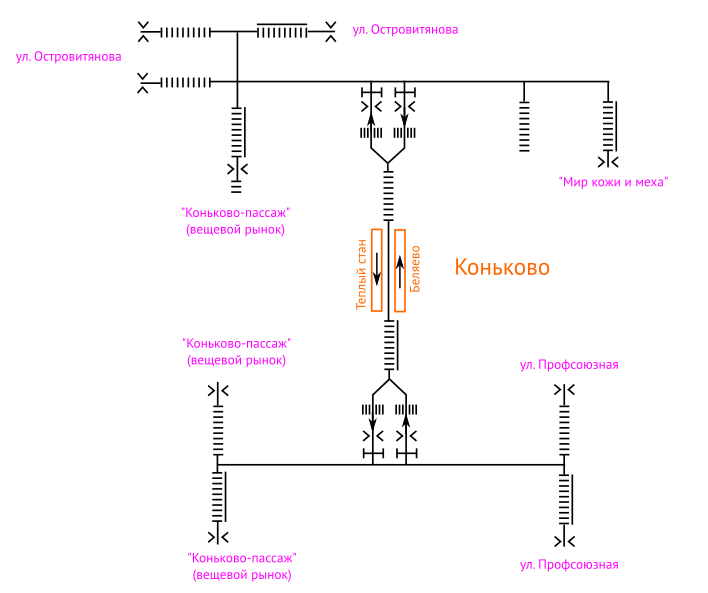 ул. Островитянова
ул. Островитянова
"Мир кожи и меха"
"Коньково-пассаж"
(вещевой рынок)
Теплый стан
Беляево
Коньково
"Коньково-пассаж"
(вещевой рынок)
ул. Профсоюзная
"Коньково-пассаж"
(вещевой рынок)
ул. Профсоюзная